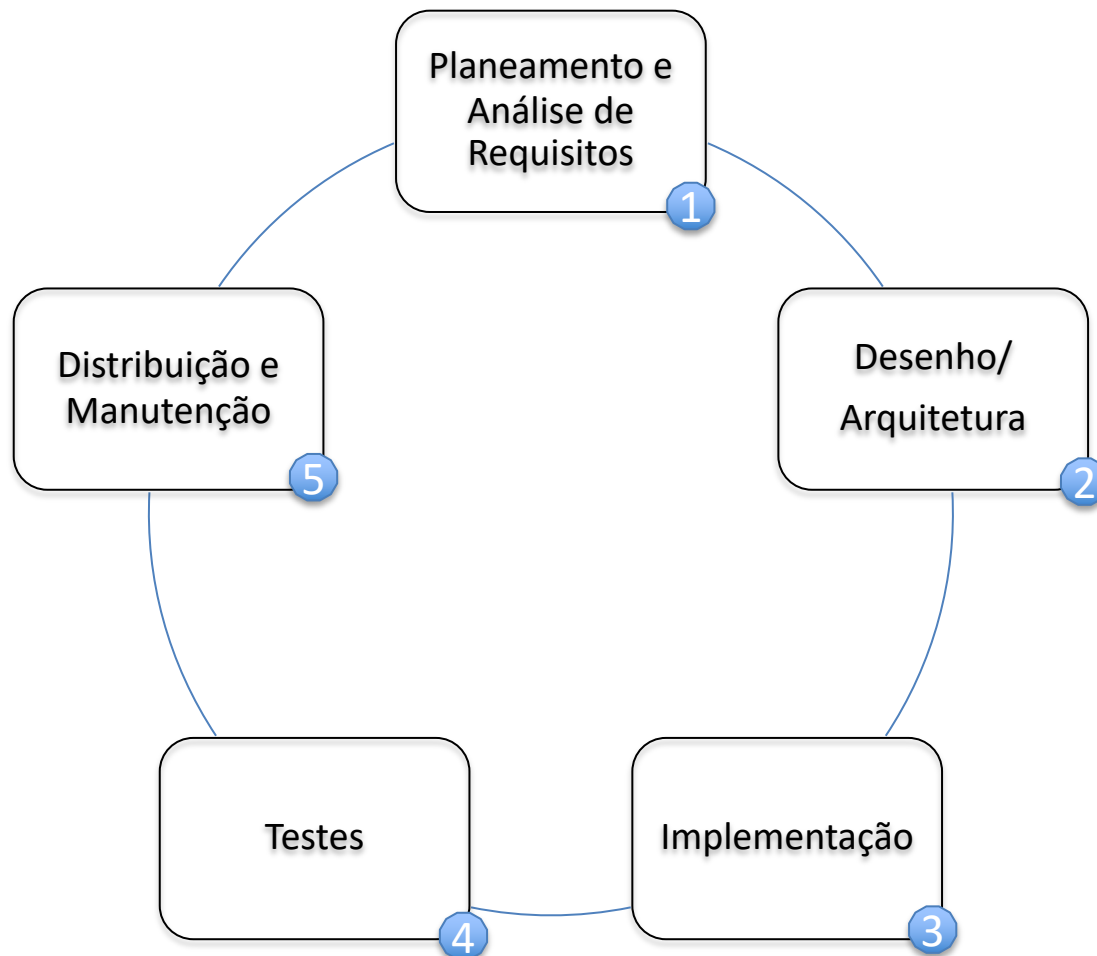 Planeamento e
Análise de
Requisitos
1
Desenho/
Arquitetura
2
Implementação
3
Testes
4
Distribuição e
Manutenção
5